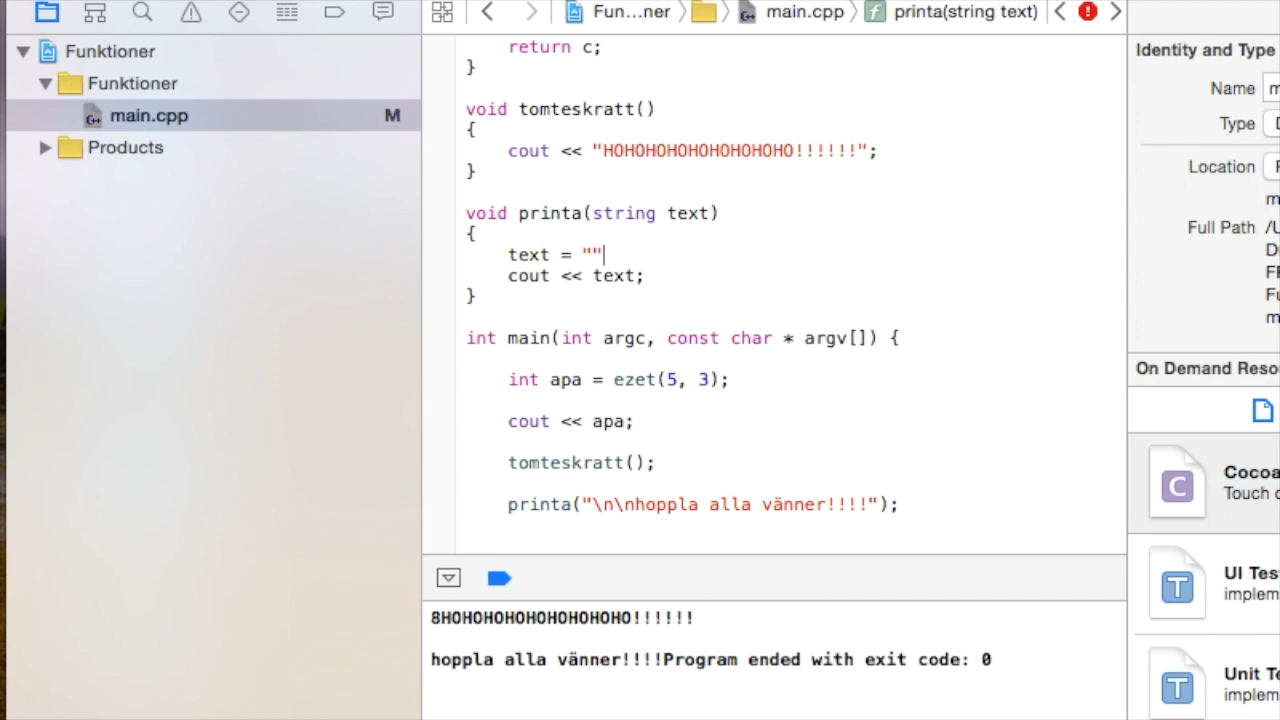 Fun...ner
main.cpp
printa(string text)
Funktioner
Funktioner
main.cpp M
Products
return c;
}
void tomteskratt()
{
cout << "HOHOHOHOHOHOHOHOHO!!!!!!";
}
void printa(string text)
{
text = ""
cout << text;
}
int main(int argc, const char * argv[]) {
int apa = ezet(5, 3);
cout << apa;
tomteskratt();
printa("\n\nhoppla alla vänner!!!!");
8HOHOHOHOHOHOHOHOHOHO!!!!!!
hoppla alla vänner!!!!Program ended with exit code: 0
Identity and Type
Name
Type
Location
Full Path
On Demand Reso
C
Cocoa
Touch
T
UI Tes
implem
T
Unit Te
implem